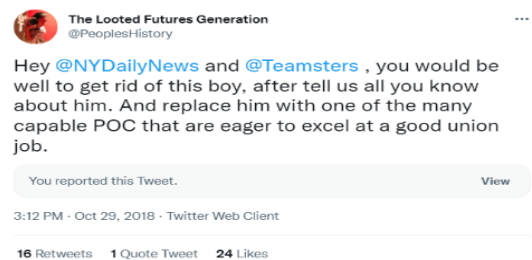 The Looted Futures Generation
@PeoplesHistory
...
Hey @NYDailyNews and @Teamsters , you would be
well to get rid of this boy, after tell us all you know
about him. And replace him with one of the many
capable POC that are eager to excel at a good union
job.
You reported this Tweet. View
3:12 PM · Oct 29, 2018 · Twitter Web Client
16 Retweets 1 Quote Tweet 24 Likes